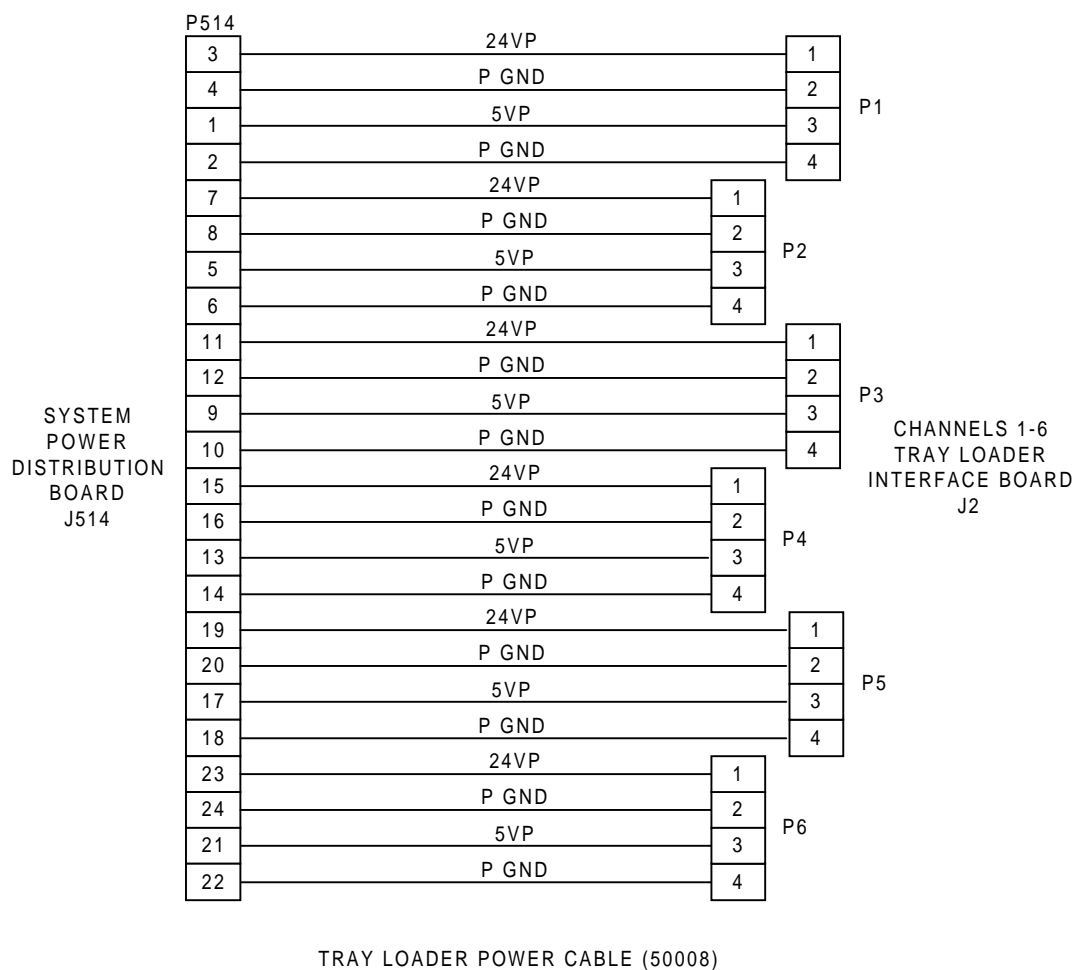 P514
3 24VP 1
4 P GND 2
P1
1 5VP 3
2 P GND 4
7 24VP 1
8 P GND 2
P2
5 5VP 3
6 P GND 4
11 24VP 1
12 P GND 2
P3
9 5VP 3
10 P GND 4
15 24VP 1
16 P GND 2
P4
13 5VP 3
14 P GND 4
19 24VP 1
20 P GND 2
P5
17 5VP 3
18 P GND 4
23 24VP 1
24 P GND 2
P6
21 5VP 3
22 P GND 4
SYSTEM
POWER
DISTRIBUTION
BOARD
J514
CHANNELS 1-6
TRAY LOADER
INTERFACE BOARD
J2
TRAY LOADER POWER CABLE (50008)